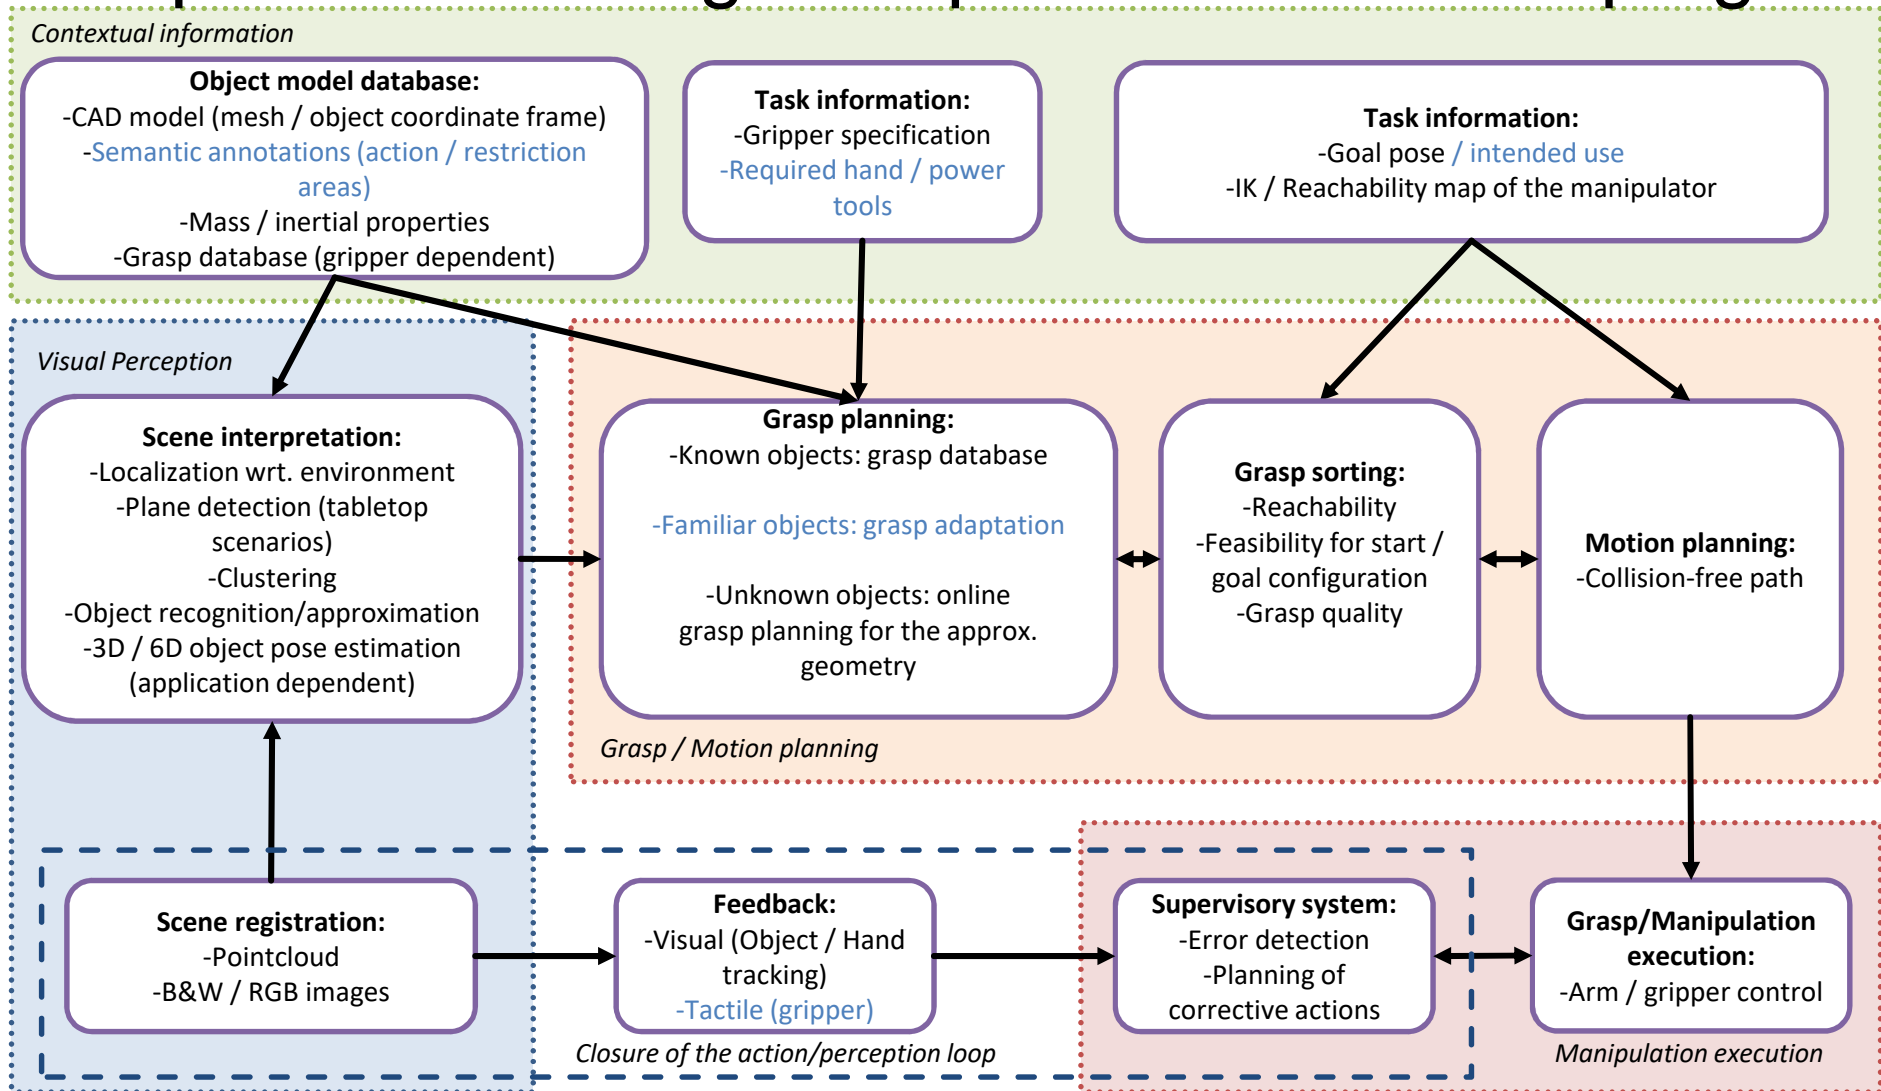 Contextual information
Object model database:
-CAD model (mesh / object coordinate frame)
-Semantic annotations (action / restriction
areas)
-Mass / inertial properties
-Grasp database (gripper dependent)
Task information:
-Gripper specification
-Required hand / power
tools
Task information:
-Goal pose / intended use
-IK / Reachability map of the manipulator
Visual Perception
Scene interpretation:
-Localization wrt. environment
-Plane detection (tabletop
scenarios)
-Clustering
-Object recognition/approximation
-3D / 6D object pose estimation
(application dependent)
Grasp planning:
-Known objects: grasp database
-Familiar objects: grasp adaptation
-Unknown objects: online
grasp planning for the approx.
geometry
Grasp sorting:
-Reachability
-Feasibility for start /
goal configuration
-Grasp quality
Motion planning:
-Collision-free path
Grasp / Motion planning
Scene registration:
-Pointcloud
-B&W / RGB images
Feedback:
-Visual (Object / Hand
tracking)
-Tactile (gripper)
Supervisory system:
-Error detection
-Planning of
corrective actions
Grasp/Manipulation
execution:
-Arm / gripper control
Closure of the action/perception loop
Manipulation execution